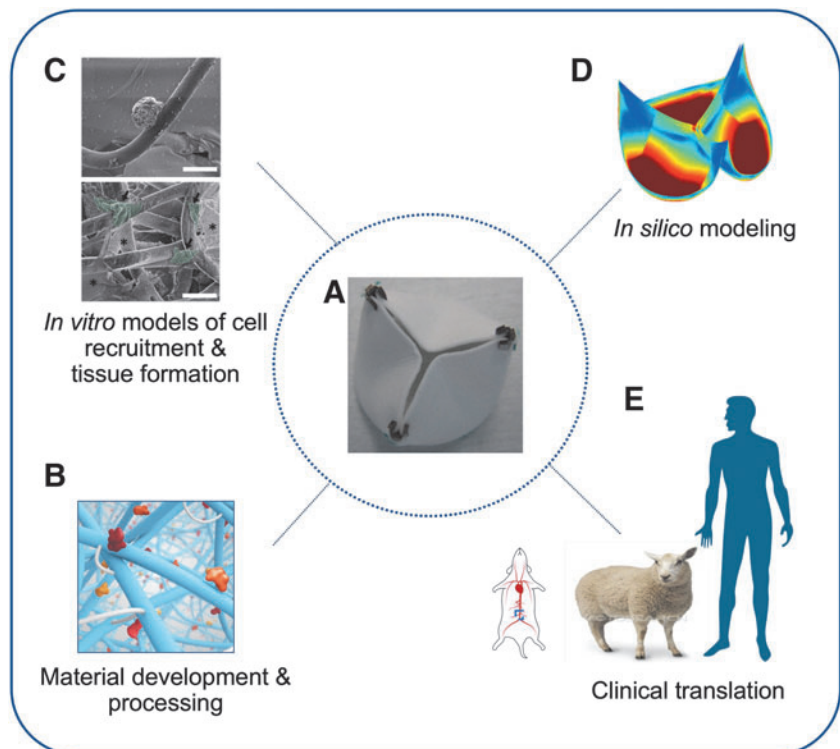 C
In vitro models of cell
recruitment &
tissue formation
D
In silico modeling
A
B
Material development &
processing
E
Clinical translation